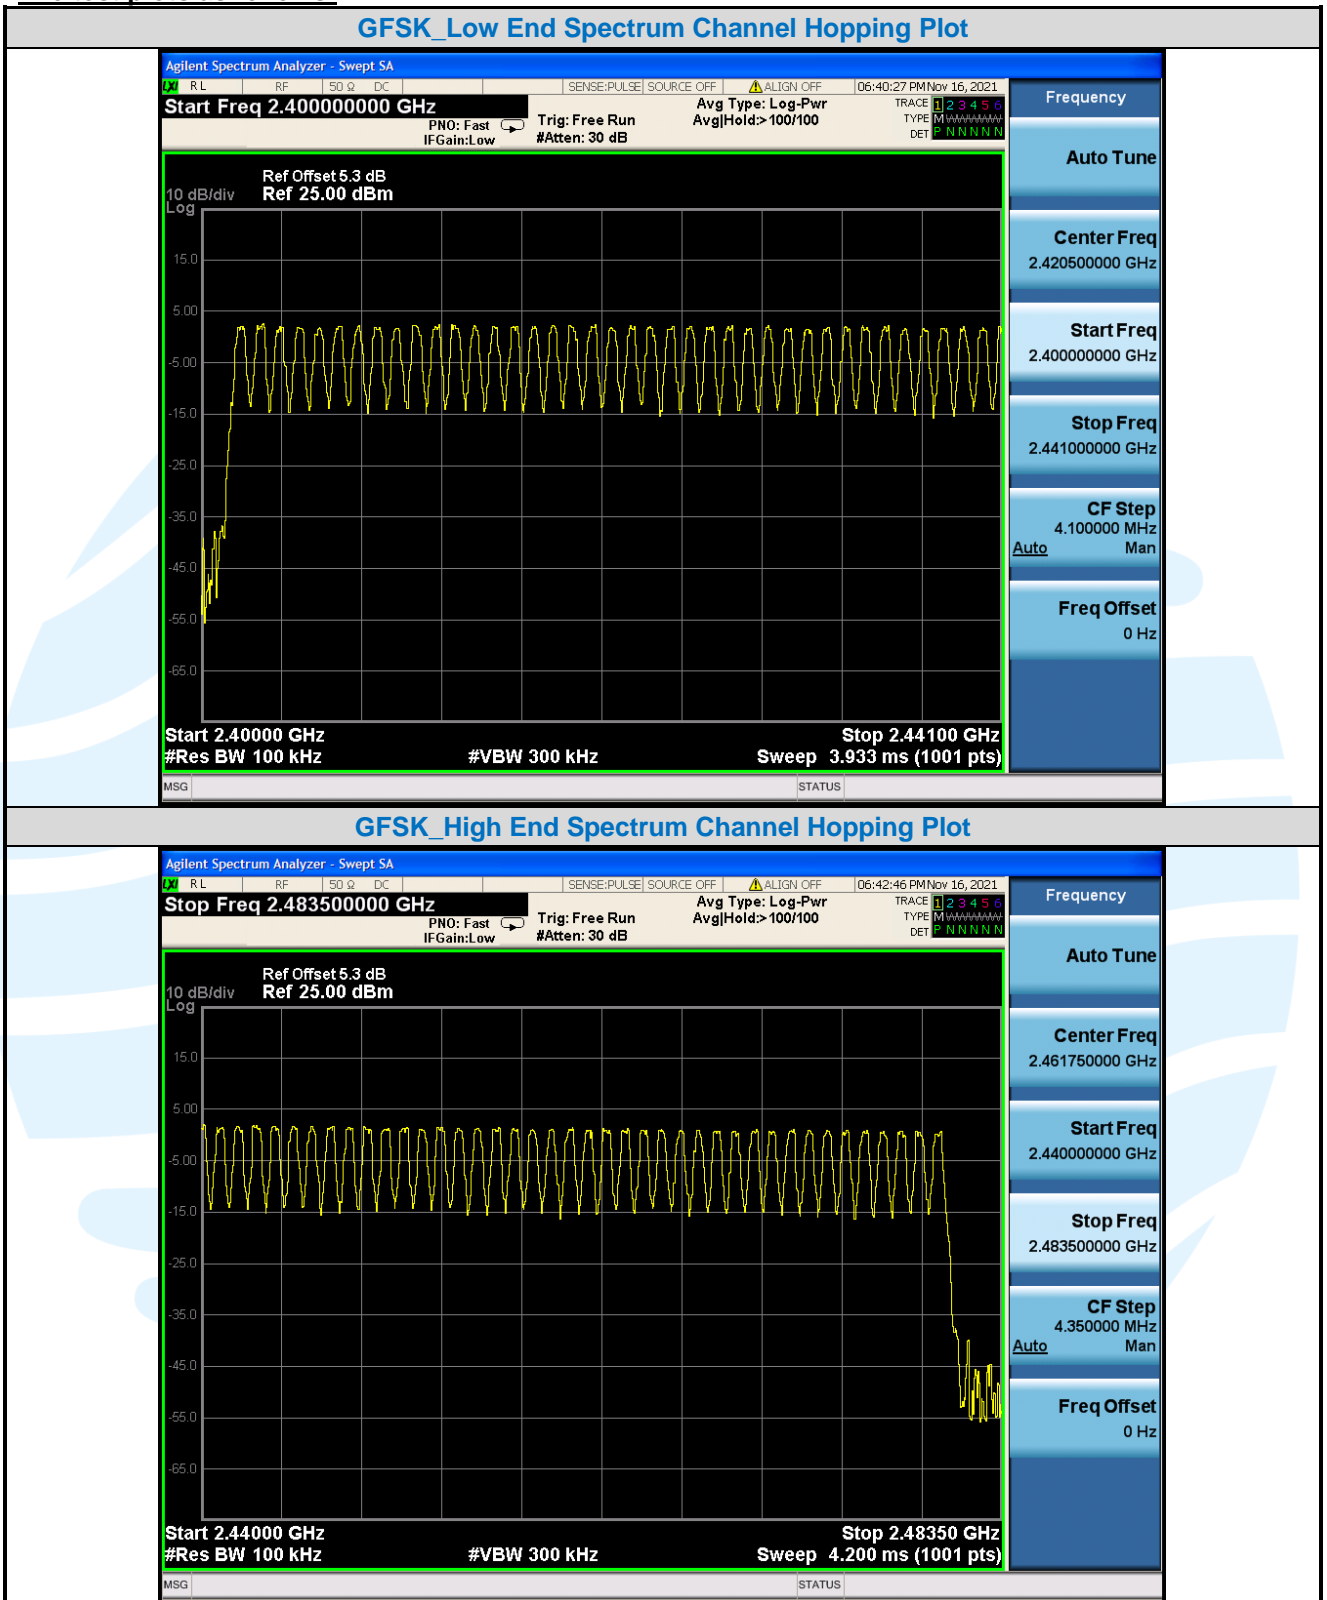 GFSK_Low End Spectrum Channel Hopping Plot
Agilent Spectrum Analyzer - Swept SA
LXI RL RF 50 Ω DC SENSE:PULSE SOURCE OFF ALIGN OFF 06:40:27 PM Nov 16, 2021
Start Freq 2.400000000 GHz
PNO: Fast
IFGain:Low
Trig: Free Run
#Atten: 30 dB
Avg Type: Log-Pwr
Avg|Hold:> 100/100
TRACE 1 2 3 4 5 6
TYPE M
DET P N N N N N
Ref Offset 5.3 dB
10 dB/div Ref 25.00 dBm
Log
15.0
5.00
-5.00
-15.0
-25.0
-35.0
-45.0
-55.0
-65.0
Start 2.40000 GHz Stop 2.44100 GHz
#Res BW 100 kHz #VBW 300 kHz Sweep 3.933 ms (1001 pts)
MSG STATUS
Frequency
Auto Tune
Center Freq
2.420500000 GHz
Start Freq
2.400000000 GHz
Stop Freq
2.441000000 GHz
CF Step
4.100000 MHz
Auto Man
Freq Offset
0 Hz
GFSK_High End Spectrum Channel Hopping Plot
Agilent Spectrum Analyzer - Swept SA
LXI RL RF 50 Ω DC SENSE:PULSE SOURCE OFF ALIGN OFF 06:42:46 PM Nov 16, 2021
Stop Freq 2.483500000 GHz
PNO: Fast
IFGain:Low
Trig: Free Run
#Atten: 30 dB
Avg Type: Log-Pwr
Avg|Hold:> 100/100
TRACE 1 2 3 4 5 6
TYPE M
DET P N N N N N
Ref Offset 5.3 dB
10 dB/div Ref 25.00 dBm
Log
15.0
5.00
-5.00
-15.0
-25.0
-35.0
-45.0
-55.0
-65.0
Start 2.44000 GHz Stop 2.48350 GHz
#Res BW 100 kHz #VBW 300 kHz Sweep 4.200 ms (1001 pts)
MSG STATUS
Frequency
Auto Tune
Center Freq
2.461750000 GHz
Start Freq
2.440000000 GHz
Stop Freq
2.483500000 GHz
CF Step
4.350000 MHz
Auto Man
Freq Offset
0 Hz